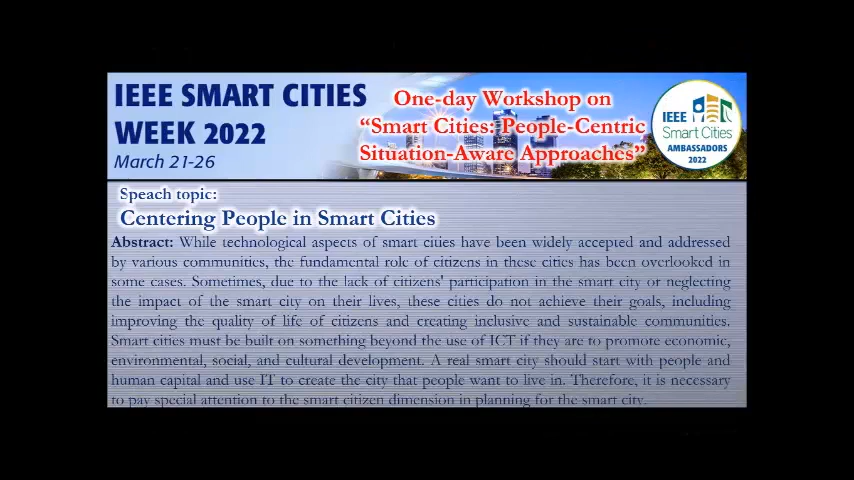 IEEE SMART CITIES
WEEK 2022
March 21-26
One-day Workshop on
“Smart Cities: People-Centric
Situation-Aware Approaches”
IEEE
Smart Cities
AMBASSADORS
2022
Speach topic:
Centering People in Smart Cities
Abstract: While technological aspects of smart cities have been widely accepted and addressed
by various communities, the fundamental role of citizens in these cities has been overlooked in
some cases. Sometimes, due to the lack of citizens' participation in the smart city or neglecting
the impact of the smart city on their lives, these cities do not achieve their goals, including
improving the quality of life of citizens and creating inclusive and sustainable communities.
Smart cities must be built on something beyond the use of ICT if they are to promote economic,
environmental, social, and cultural development. A real smart city should start with people and
human capital and use IT to create the city that people want to live in. Therefore, it is necessary
to pay special attention to the smart citizen dimension in planning for the smart city.